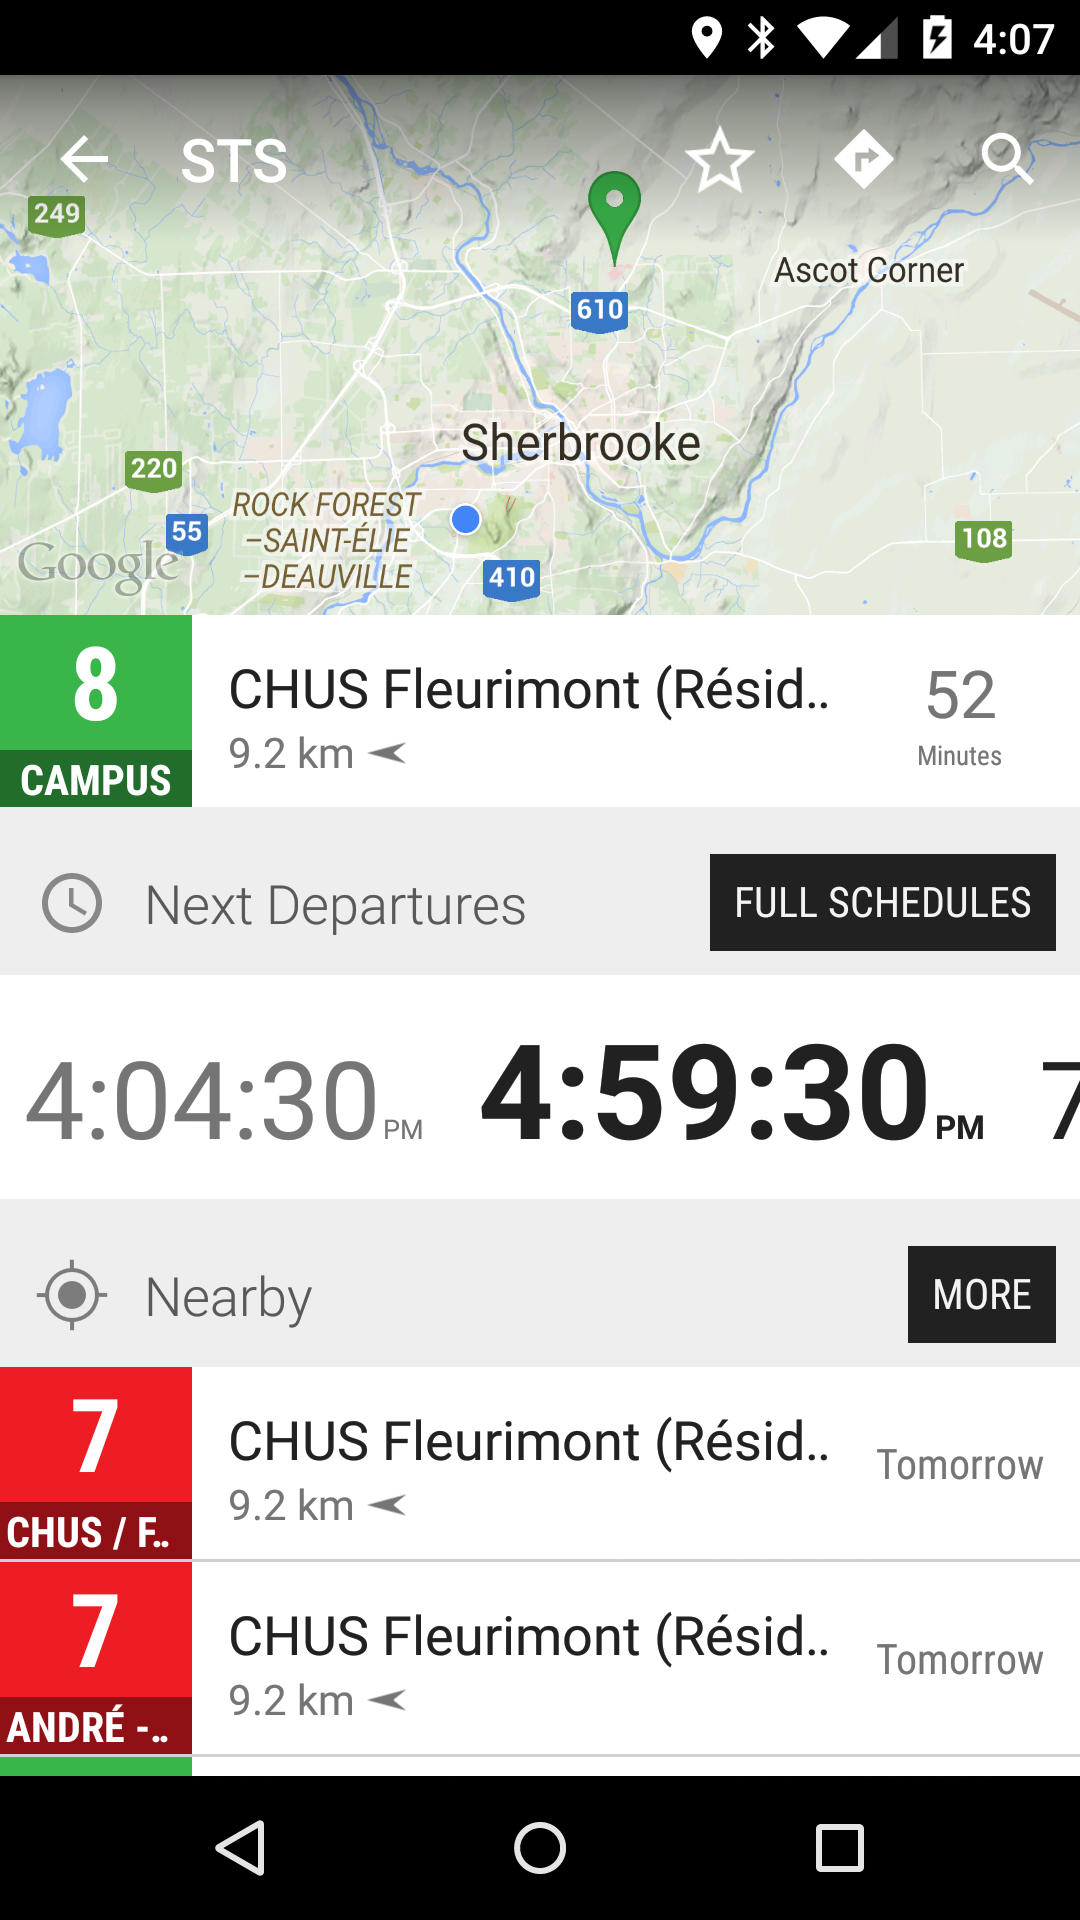 4:07
STS
249
Ascot Corner
610
Sherbrooke
220
ROCK FOREST
–SAINT-ÉLIE
–DEAUVILLE
55
108
Google
410
8
CAMPUS
CHUS Fleurimont (Résid..
9.2 km
52
Minutes
Next Departures
FULL SCHEDULES
4:04:30 PM
4:59:30 PM
7
Nearby
MORE
7
CHUS / F..
CHUS Fleurimont (Résid..
9.2 km
Tomorrow
7
ANDRÉ -..
CHUS Fleurimont (Résid..
9.2 km
Tomorrow